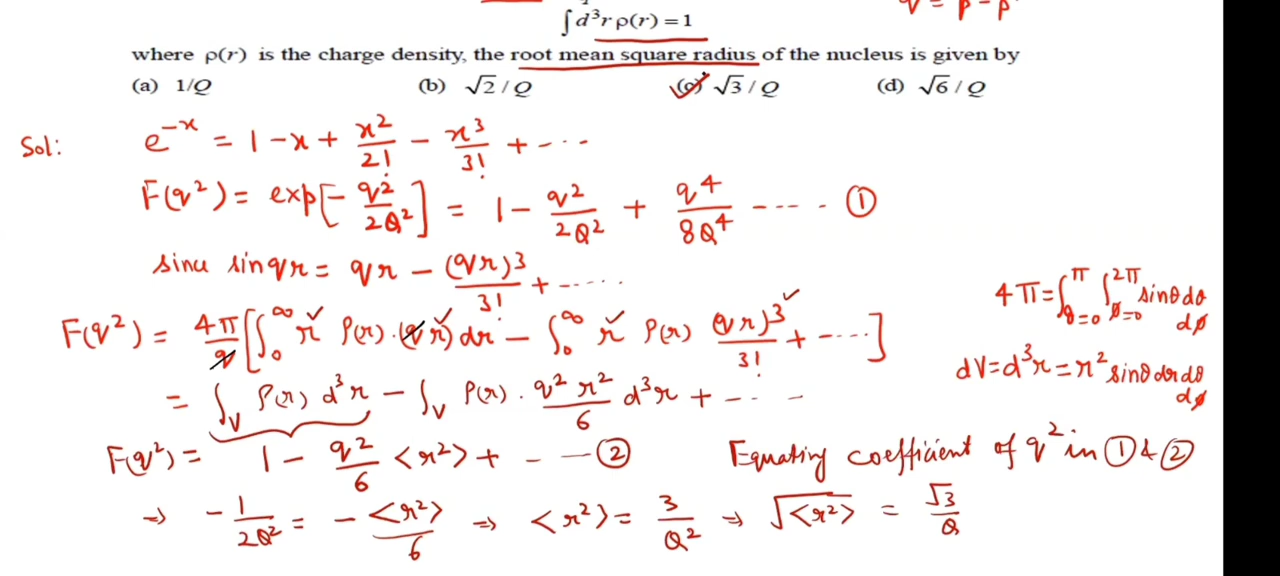 q = p - p
∫d³r ρ(r) = 1
where ρ(r) is the charge density, the root mean square radius of the nucleus is given by
(a) 1/Q (b) √2 / Q (c) √3 / Q (d) √6 / Q
Sol: e^-x = 1 - x + x²/2! - x³/3! + ....
F(q²) = exp[- q²/2Q²] = 1 - q²/2Q² + q⁴/8Q⁴ ---- ①
since sin qr = qr - (qr)³/3! + ......
F(q²) = 4π/q [∫₀^∞ r ρ(r).(qr) dr - ∫₀^∞ r ρ(r) (qr)³/3! + ----]
4π = ∫_{θ=0}^{π} ∫_{φ=0}^{2π} sinθ dθ dφ
= ∫_V ρ(r) d³r - ∫_V ρ(r) . q² r²/6 d³r + ----
dV = d³r = r² sinθ dr dθ dφ
F(q²) = 1 - q²/6 <r²> + - -- ② Equating coefficient of q² in ① & ②
⇒ - 1/2Q² = - <r²>/6 ⇒ <r²> = 3/Q² ⇒ √<r²> = √3/Q